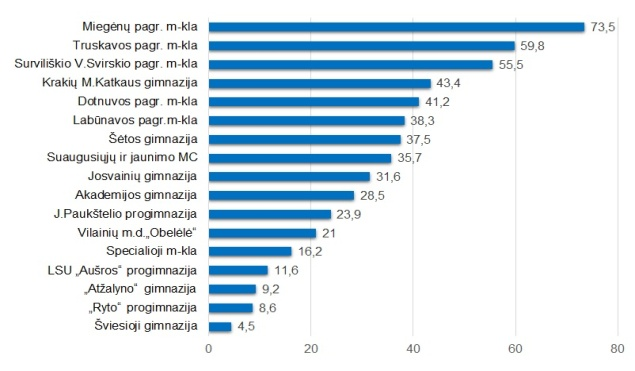 Miegėnų pagr. m-kla 73,5
Truskavos pagr. m-kla 59,8
Surviliškio V.Svirskio pagr. m-kla 55,5
Krakių M.Katkaus gimnazija 43,4
Dotnuvos pagr. m-kla 41,2
Labūnavos pagr.m-kla 38,3
Šėtos gimnazija 37,5
Suaugusiųjų ir jaunimo MC 35,7
Josvainių gimnazija 31,6
Akademijos gimnazija 28,5
J.Paukštelio progimnazija 23,9
Vilainių m.d.„Obelėlė“ 21
Specialioji m-kla 16,2
LSU „Aušros“ progimnazija 11,6
„Atžalyno“ gimnazija 9,2
„Ryto“ progimnazija 8,6
Šviesioji gimnazija 4,5
0 20 40 60 80